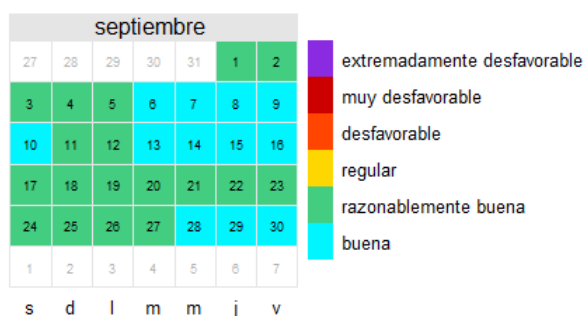 septiembre
27 28 29 30 31 1 2
3 4 5 6 7 8 9
10 11 12 13 14 15 16
17 18 19 20 21 22 23
24 25 26 27 28 29 30
1 2 3 4 5 6 7
s d l m m j v
extremadamente desfavorable
muy desfavorable
desfavorable
regular
razonablemente buena
buena